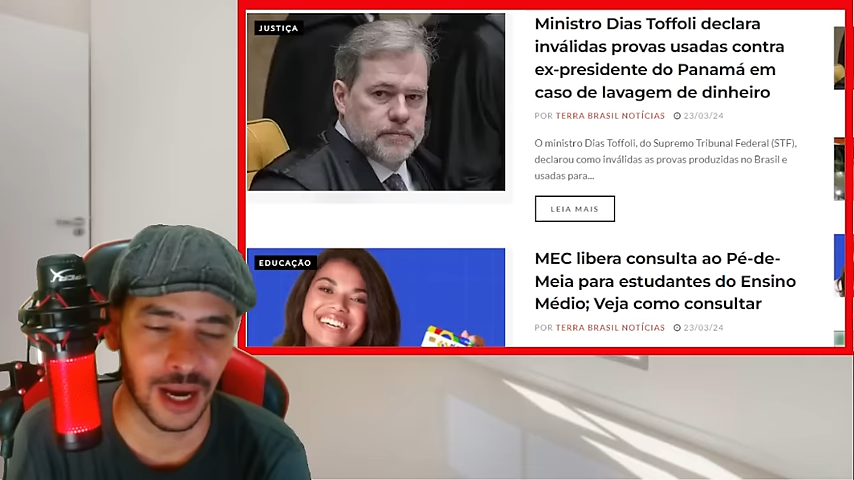 JUSTIÇA
Ministro Dias Toffoli declara
inválidas provas usadas contra
ex-presidente do Panamá em
caso de lavagem de dinheiro
POR TERRA BRASIL NOTÍCIAS 23/03/24
O ministro Dias Toffoli, do Supremo Tribunal Federal (STF),
declarou como inválidas as provas produzidas no Brasil e
usadas para...
LEIA MAIS
EDUCAÇÃO
MEC libera consulta ao Pé-de-
Meia para estudantes do Ensino
Médio; Veja como consultar
POR TERRA BRASIL NOTÍCIAS 23/03/24